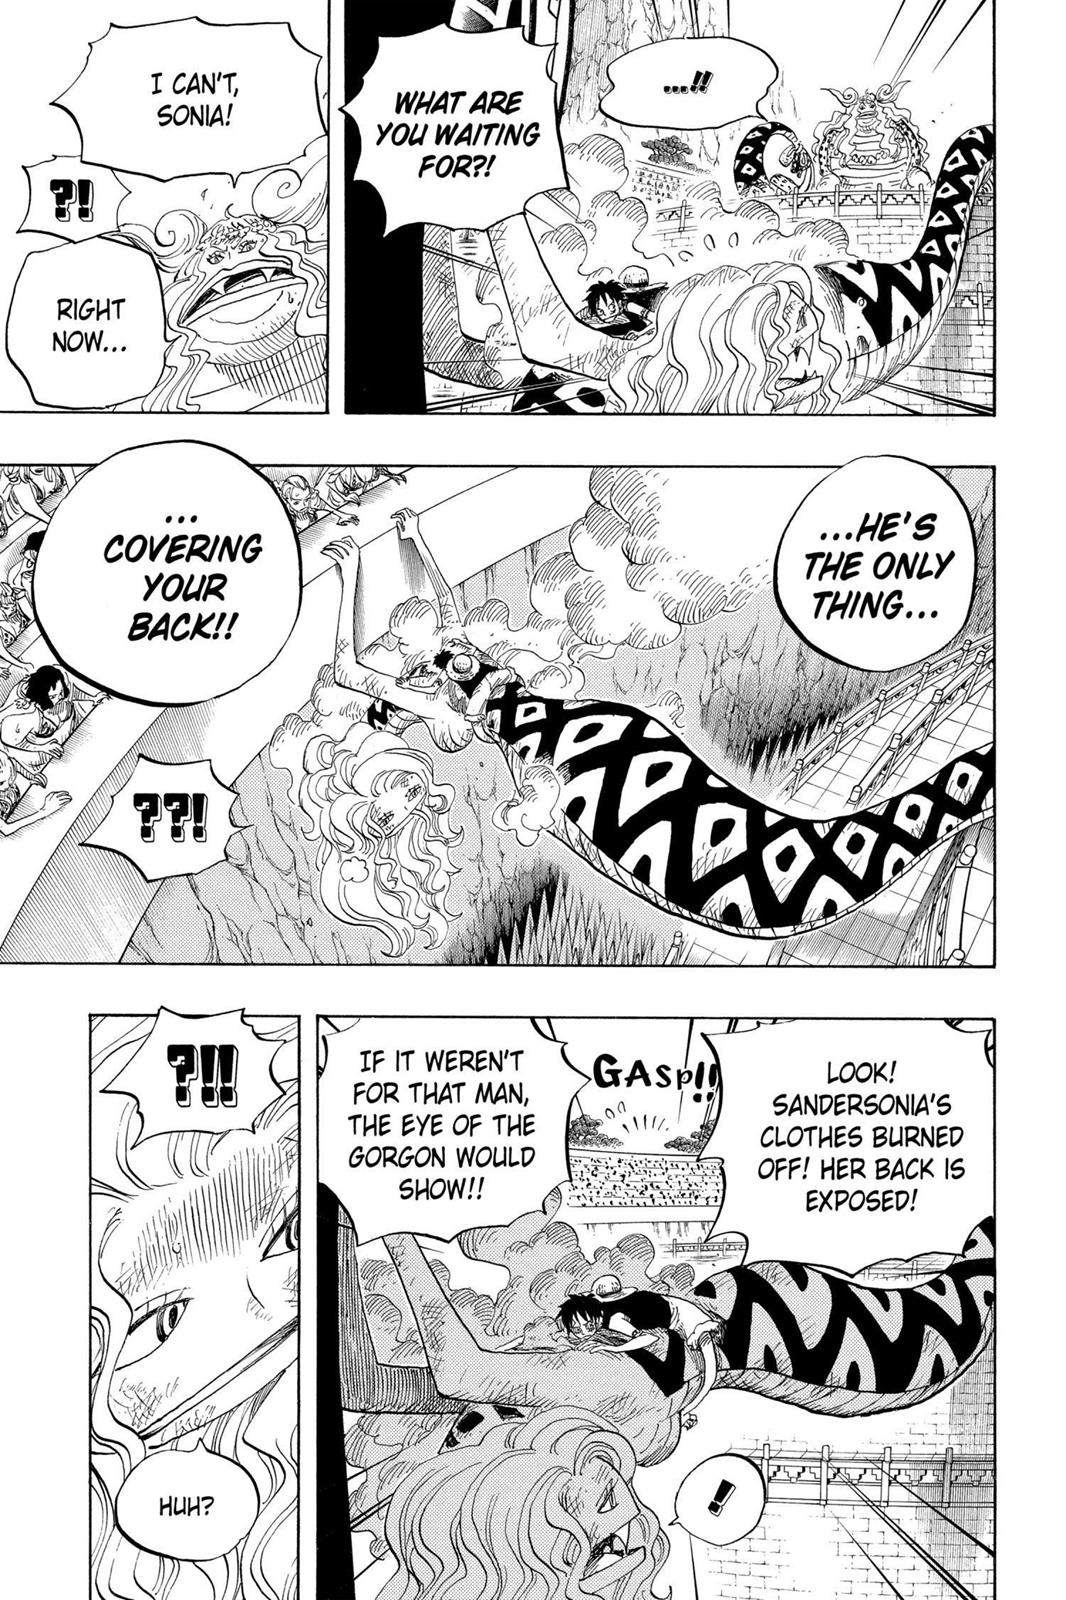 ...!!
WHAT ARE
YOU WAITING
FOR?!
I CAN'T,
SONIA!
?!
RIGHT
NOW...
...HE'S
THE ONLY
THING...
...
COVERING
YOUR
BACK!!
??!
LOOK!
SANDERSONIA'S
CLOTHES BURNED
OFF! HER BACK IS
EXPOSED!
GASP!!
IF IT WEREN'T
FOR THAT MAN,
THE EYE OF THE
GORGON WOULD
SHOW!!
!
?!!
HUH?